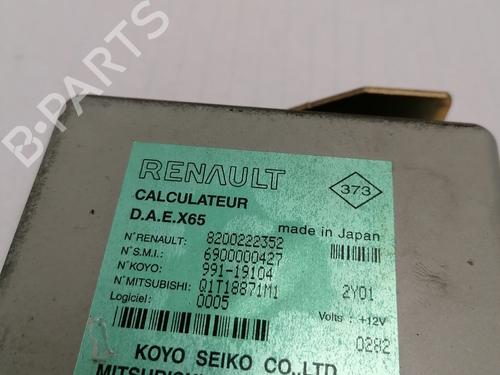 B-PARTS
RENAULT
CALCULATEUR
D.A.E.X65
373
made in Japan
N°RENAULT: 8200222352
N°S.M.I.: 6900000427
N°KOYO: 991-19104
N°MITSUBISHI: Q1T18871M1 2Y01
Logiciel: 0005 Volts : +12V
0282
KOYO SEIKO CO.,LTD
MITSUBISHI